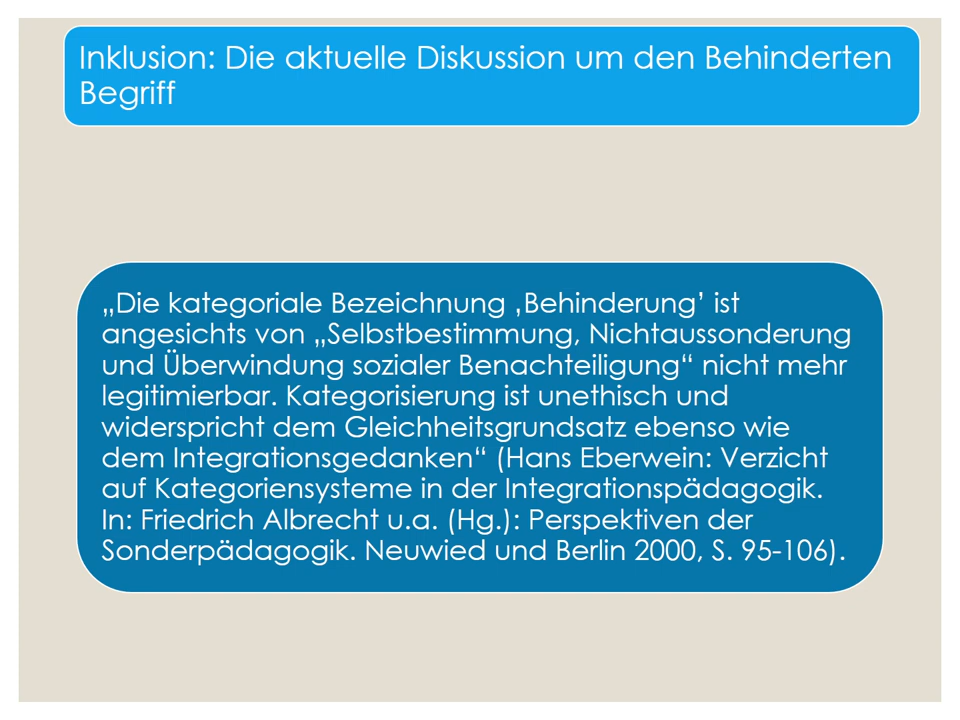 Inklusion: Die aktuelle Diskussion um den Behinderten
Begriff
„Die kategoriale Bezeichnung ‚Behinderung’ ist
angesichts von „Selbstbestimmung, Nichtaussonderung
und Überwindung sozialer Benachteiligung“ nicht mehr
legitimierbar. Kategorisierung ist unethisch und
widerspricht dem Gleichheitsgrundsatz ebenso wie
dem Integrationsgedanken“ (Hans Eberwein: Verzicht
auf Kategoriensysteme in der Integrationspädagogik.
In: Friedrich Albrecht u.a. (Hg.): Perspektiven der
Sonderpädagogik. Neuwied und Berlin 2000, S. 95-106).